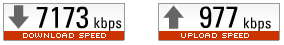 7173 kbps
DOWNLOAD SPEED
977 kbps
UPLOAD SPEED